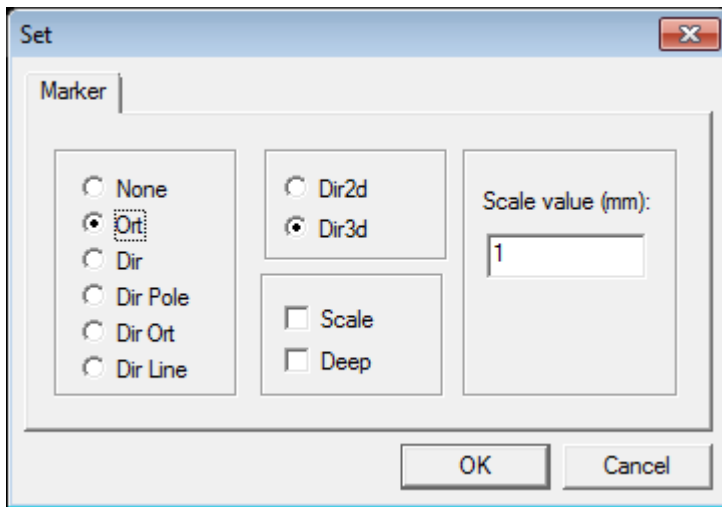 Set
Marker
None
Ort
Dir
Dir Pole
Dir Ort
Dir Line
Dir2d
Dir3d
Scale
Deep
Scale value (mm):
1
OK
Cancel